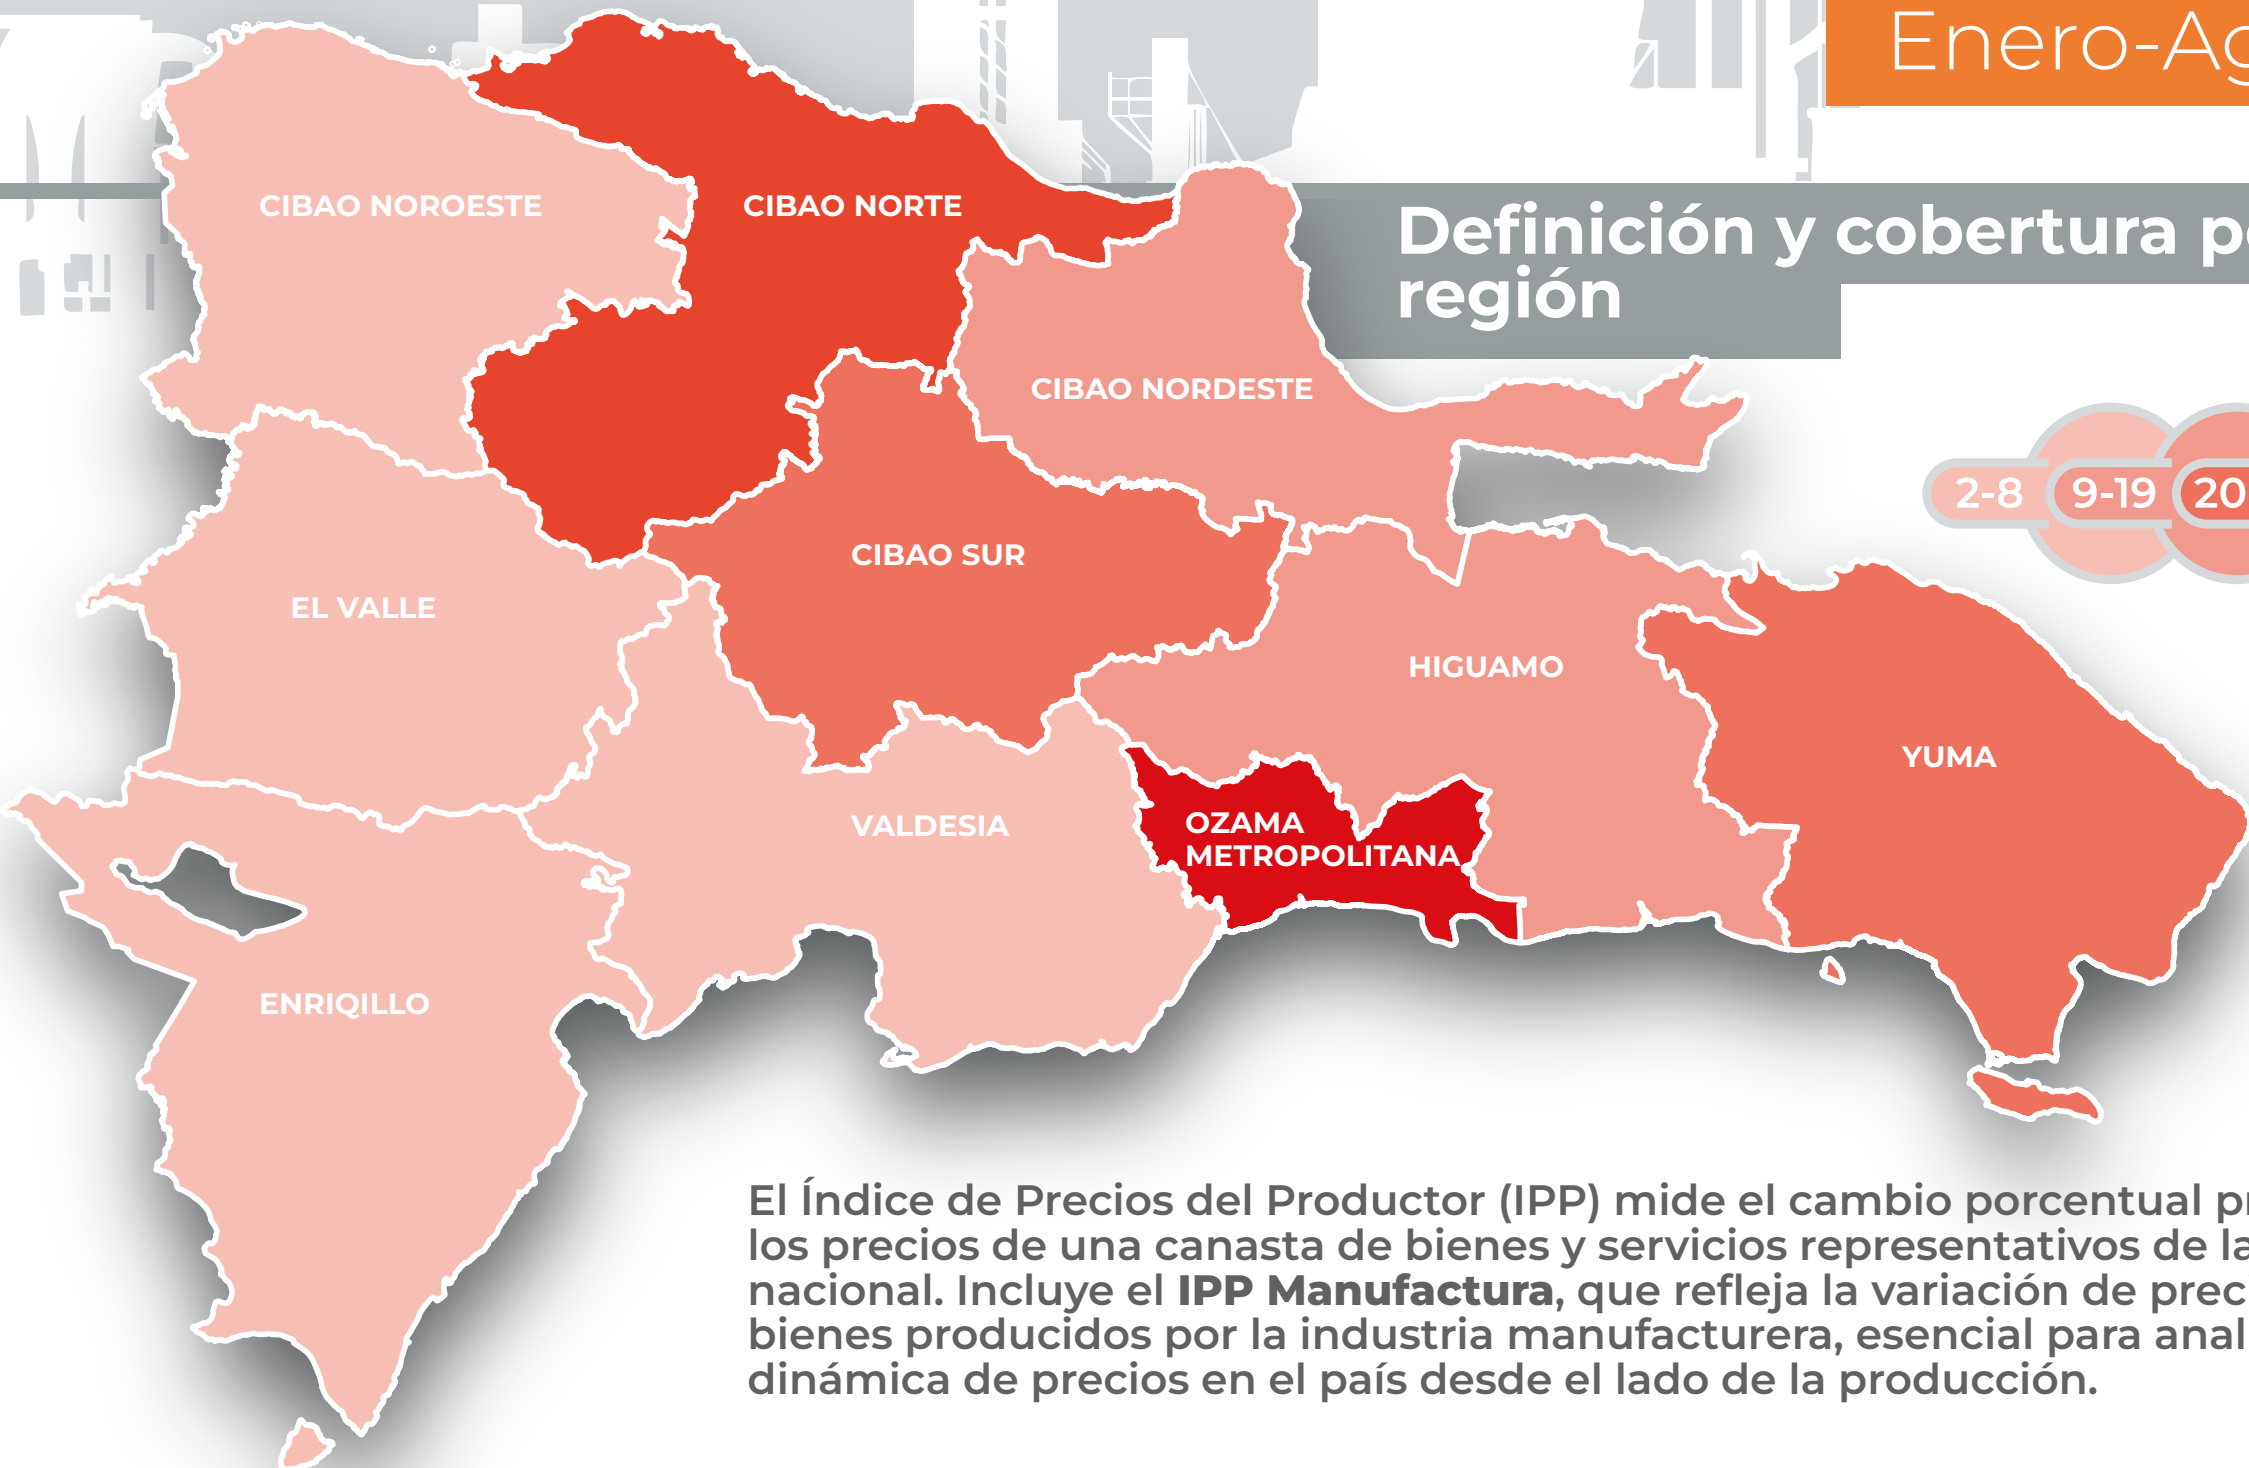 Enero-Ag
Definición y cobertura po
región
CIBAO NOROESTE
CIBAO NORTE
CIBAO NORDESTE
2-8
9-19
20
CIBAO SUR
EL VALLE
HIGUAMO
YUMA
VALDESIA
OZAMA
METROPOLITANA
ENRIQILLO
El Índice de Precios del Productor (IPP) mide el cambio porcentual pr
los precios de una canasta de bienes y servicios representativos de la
nacional. Incluye el IPP Manufactura, que refleja la variación de preci
bienes producidos por la industria manufacturera, esencial para anal
dinámica de precios en el país desde el lado de la producción.